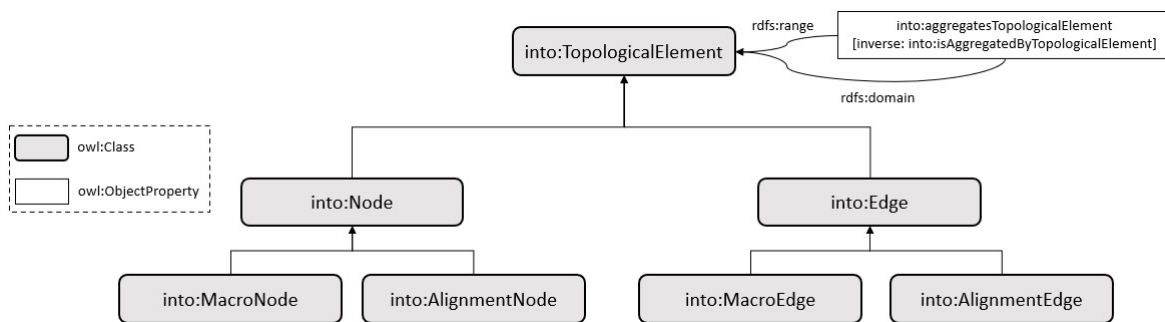 rdfs:range
into:aggregatesTopologicalElement
[inverse: into:isAggregatedByTopologicalElement]
into:TopologicalElement
rdfs:domain
owl:Class
owl:ObjectProperty
into:Node
into:Edge
into:MacroNode
into:AlignmentNode
into:MacroEdge
into:AlignmentEdge